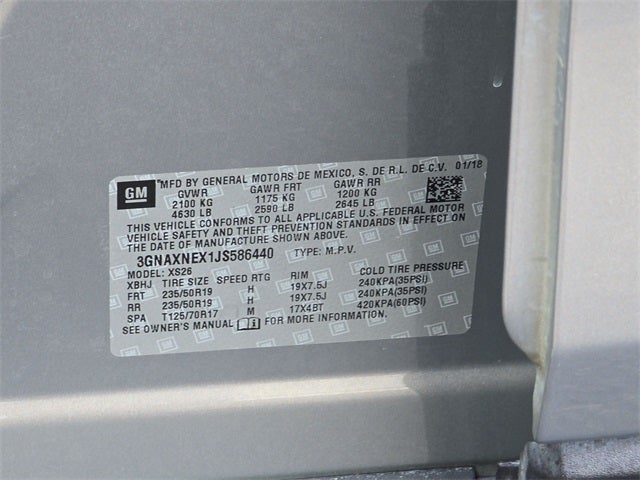 GM ™MFD BY GENERAL MOTORS DE MEXICO, S. DE R.L. DE C.V. 01/18
GVWR GAWR FRT GAWR RR
2100 KG 1175 KG 1200 KG
4630 LB 2590 LB 2645 LB
THIS VEHICLE CONFORMS TO ALL APPLICABLE U.S. FEDERAL MOTOR
VEHICLE SAFETY AND THEFT PREVENTION STANDARDS IN EFFECT ON
THE DATE OF MANUFACTURE SHOWN ABOVE.
3GNAXNEX1JS586440 TYPE: M.P.V.
MODEL: XS26
XBHJ TIRE SIZE SPEED RTG RIM COLD TIRE PRESSURE
FRT 235/50R19 H 19X7.5J 240KPA(35PSI)
RR 235/50R19 H 19X7.5J 240KPA(35PSI)
SPA T125/70R17 M 17X4BT 420KPA(60PSI)
SEE OWNER'S MANUAL FOR MORE INFORMATION.